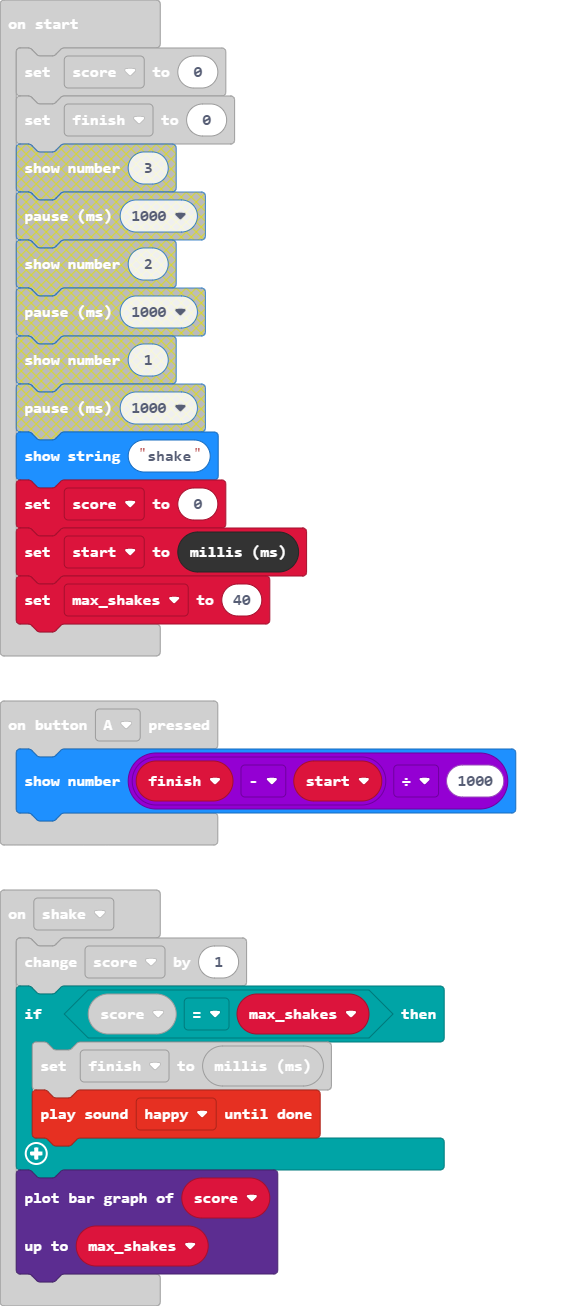 on start
set score to 0
set finish to 0
show number 3
pause (ms) 1000
show number 2
pause (ms) 1000
show number 1
pause (ms) 1000
show string "shake"
set score to 0
set start to millis (ms)
set max_shakes to 40
on button A pressed
show number finish - start ÷ 1000
on shake
change score by 1
if score = max_shakes then
set finish to millis (ms)
play sound happy until done
plot bar graph of score
up to max_shakes